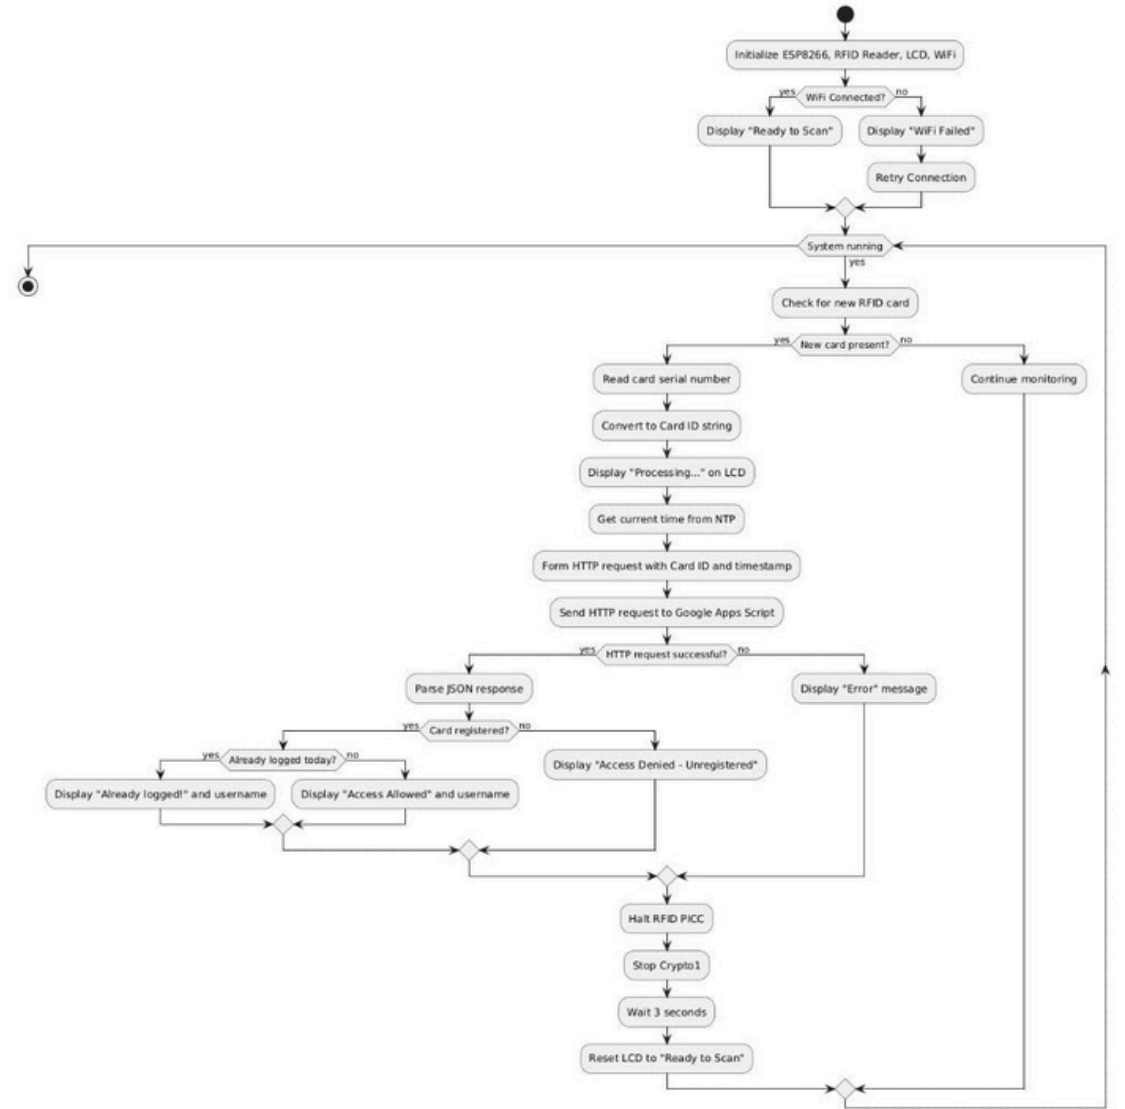 Initialize ESP8266, RFID Reader, LCD, WiFi
yes
WiFi Connected?
no
Display "Ready to Scan"
Display "WiFi Failed"
Retry Connection
System running
yes
Check for new RFID card
yes
New card present?
no
Read card serial number
Continue monitoring
Convert to Card ID string
Display "Processing..." on LCD
Get current time from NTP
Form HTTP request with Card ID and timestamp
Send HTTP request to Google Apps Script
yes
HTTP request successful?
no
Parse JSON response
Display "Error" message
yes
Card registered?
no
yes
Already logged today?
no
Display "Access Denied - Unregistered"
Display "Already logged!" and username
Display "Access Allowed" and username
Halt RFID PICC
Stop Crypto1
Wait 3 seconds
Reset LCD to "Ready to Scan"